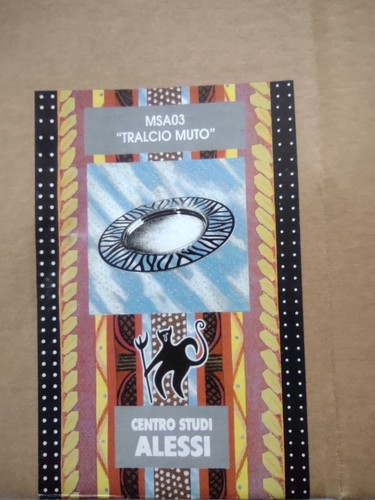 MSA03
"TRALCIO MUTO"
CENTRO STUDI
ALESSI